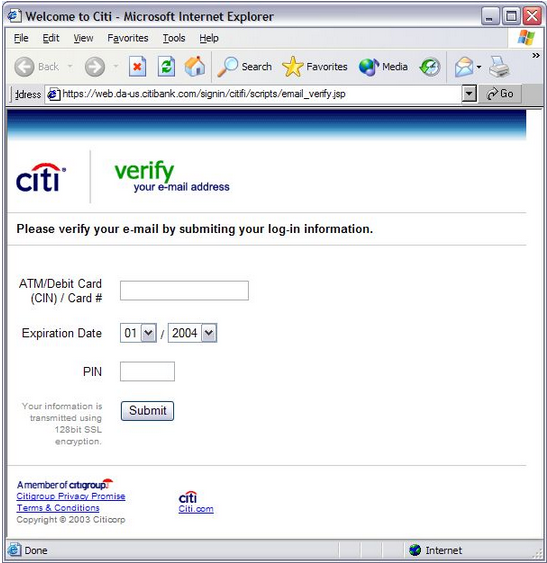 Welcome to Citi - Microsoft Internet Explorer
File Edit View Favorites Tools Help
Back Search Favorites Media
dress https://web.da-us.citibank.com/signin/citifi/scripts/email_verify.jsp Go
citi verify
your e-mail address
Please verify your e-mail by submiting your log-in information.
ATM/Debit Card
(CIN) / Card #
Expiration Date 01 / 2004
PIN
Your information is
transmitted using
128bit SSL
encryption.
Submit
A member of citigroup
Citigroup Privacy Promise
Terms & Conditions
Copyright © 2003 Citicorp
citi
Citi.com
Done Internet